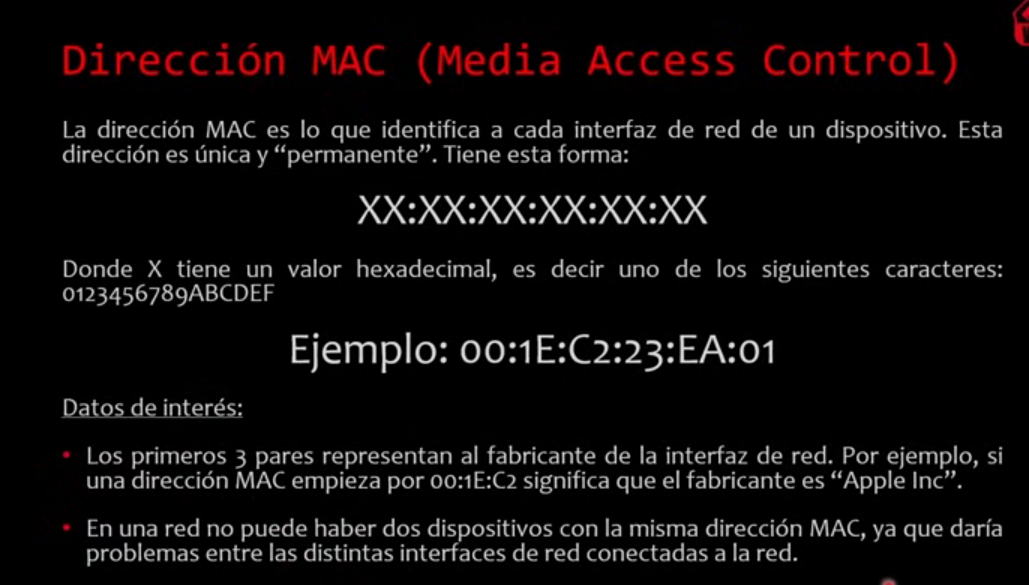 Dirección MAC (Media Access Control)
La dirección MAC es lo que identifica a cada interfaz de red de un dispositivo. Esta
dirección es única y “permanente”. Tiene esta forma:
XX:XX:XX:XX:XX:XX
Donde X tiene un valor hexadecimal, es decir uno de los siguientes caracteres:
0123456789ABCDEF
Ejemplo: 00:1E:C2:23:EA:01
Datos de interés:
• Los primeros 3 pares representan al fabricante de la interfaz de red. Por ejemplo, si
una dirección MAC empieza por 00:1E:C2 significa que el fabricante es “Apple Inc”.
• En una red no puede haber dos dispositivos con la misma dirección MAC, ya que daría
problemas entre las distintas interfaces de red conectadas a la red.